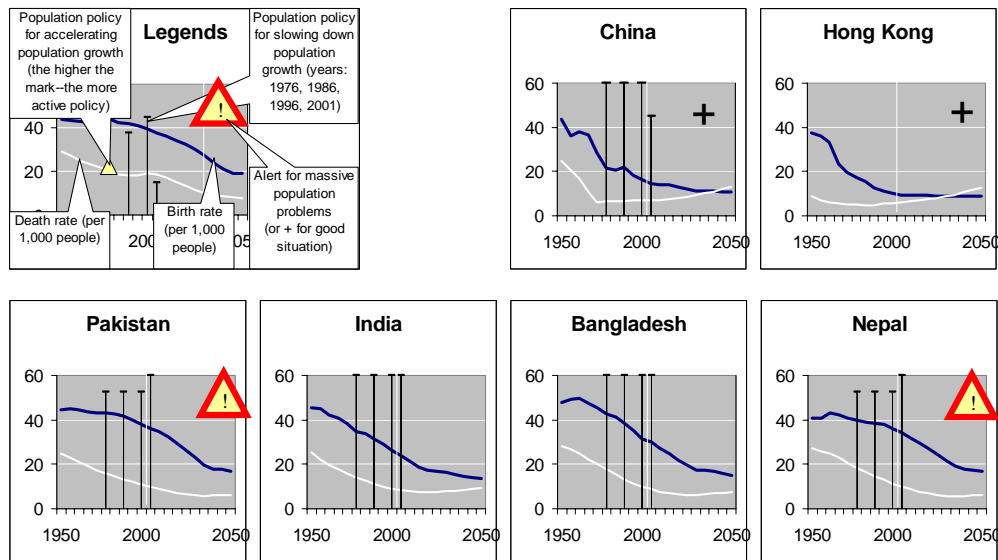 Legends
Population policy
for accelerating
population growth
(the higher the
mark--the more
active policy)
Population policy
for slowing down
population
growth (years:
1976, 1986,
1996, 2001)
!
40
20
0
Death rate (per
1,000 people)
Birth rate
(per 1,000
people)
Alert for massive
population
problems
(or + for good
situation)
China
60
40
20
0
+
1950
2000
2050
Hong Kong
60
40
20
0
+
1950
2000
2050
Pakistan
60
40
20
0
!
1950
2000
2050
India
60
40
20
0
1950
2000
2050
Bangladesh
60
40
20
0
1950
2000
2050
Nepal
60
40
20
0
!
1950
2000
2050